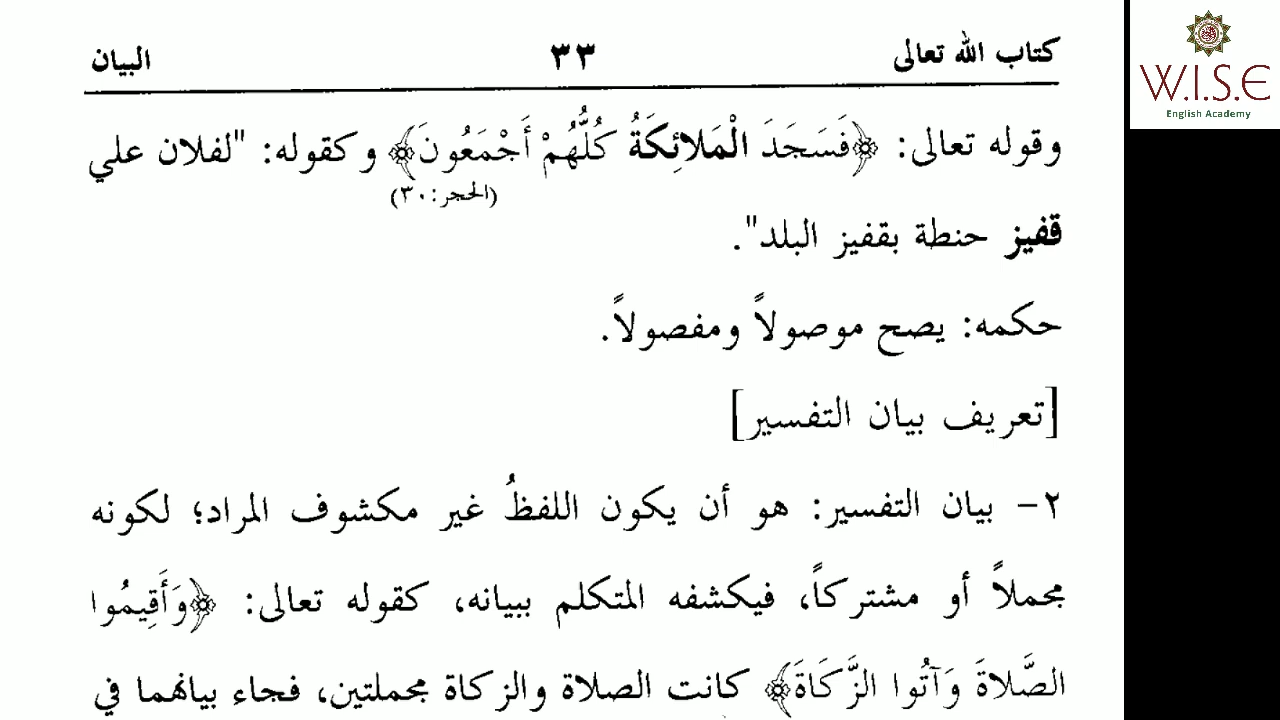 كتاب الله تعالى ٣٣ البيان
وقوله تعالى: ﴿فَسَجَدَ الْمَلائِكَةُ كُلُّهُمْ أَجْمَعُونَ﴾ وكقوله: "لفلان علي
(الحجر:٣٠)
قفيز حنطة بقفيز البلد".
حكمه: يصح موصولاً ومفصولاً.
[تعريف بيان التفسير]
٢- بيان التفسير: هو أن يكون اللفظُ غير مكشوف المراد؛ لكونه
مجملاً أو مشتركاً، فيكشفه المتكلم ببيانه، كقوله تعالى: ﴿وَأَقِيمُوا
الصَّلاةَ وَآتُوا الزَّكَاةَ﴾ كانت الصلاة والزكاة مجملتين، فجاء بيانهما في
W.I.S.E
English Academy